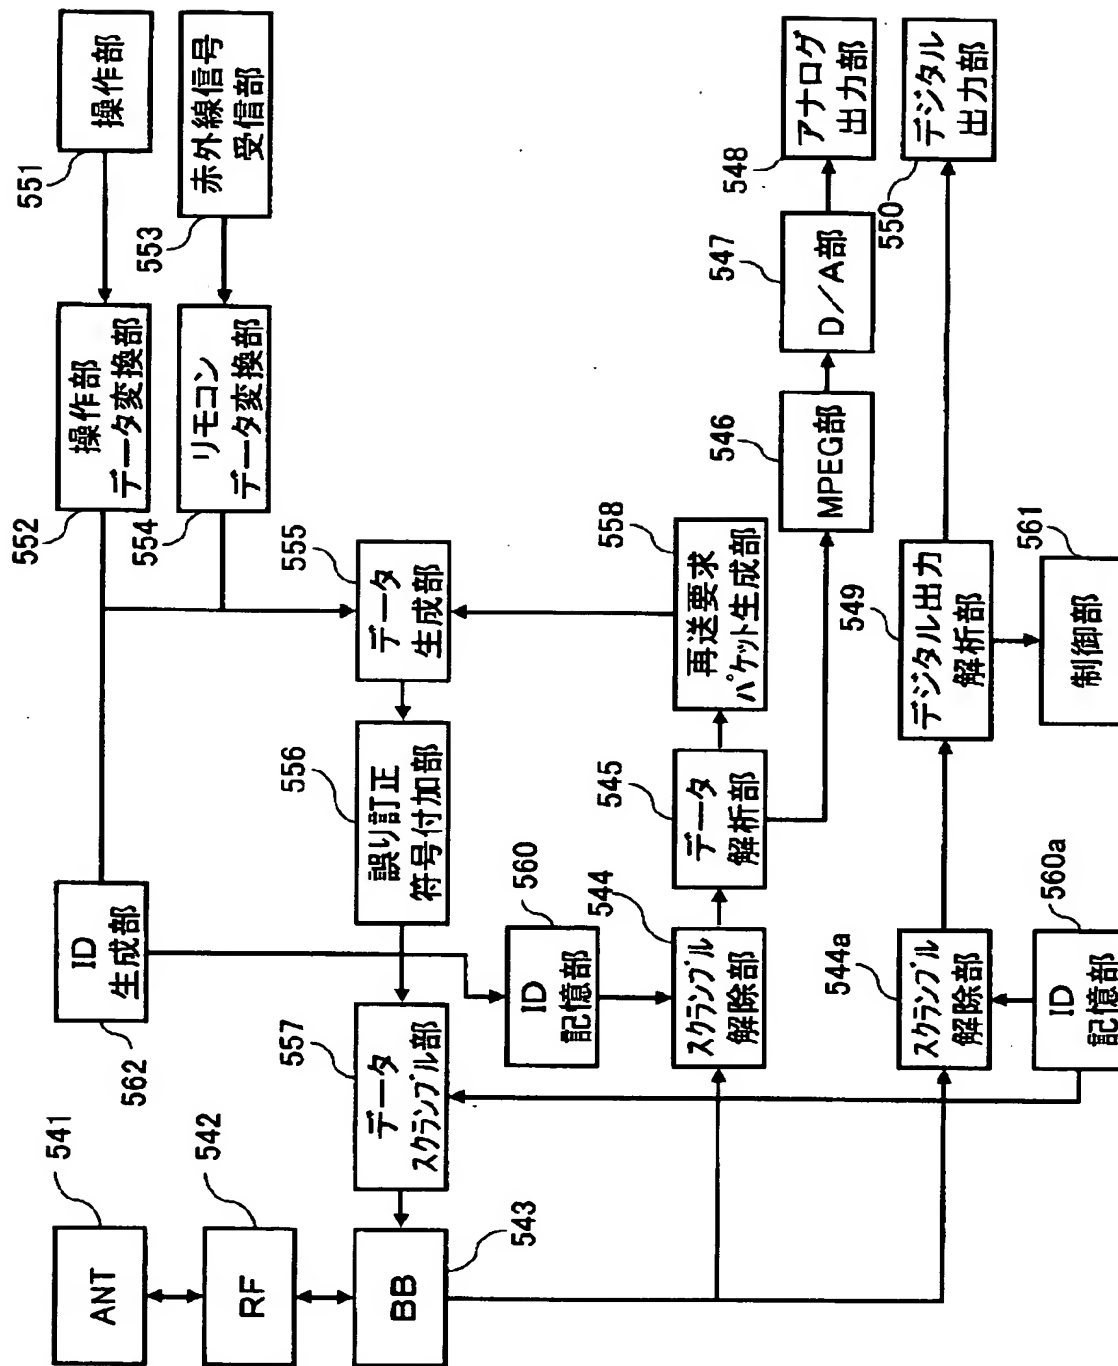 ANT
541
RF
542
BB
543
ID
生成部
562
データ
スクランブル部
557
誤り訂正
符号付加部
556
データ
生成部
555
操作部
データ変換部
552
操作部
551
リモコン
データ変換部
554
赤外線信号
受信部
553
ID
記憶部
560
スクランブル
解除部
544
データ
解析部
545
再送要求
パケット生成部
558
MPEG部
546
D/A部
547
アナログ
出力部
548
ID
記憶部
560a
スクランブル
解除部
544a
デジタル出力
解析部
549
制御部
561
デジタル
出力部
550